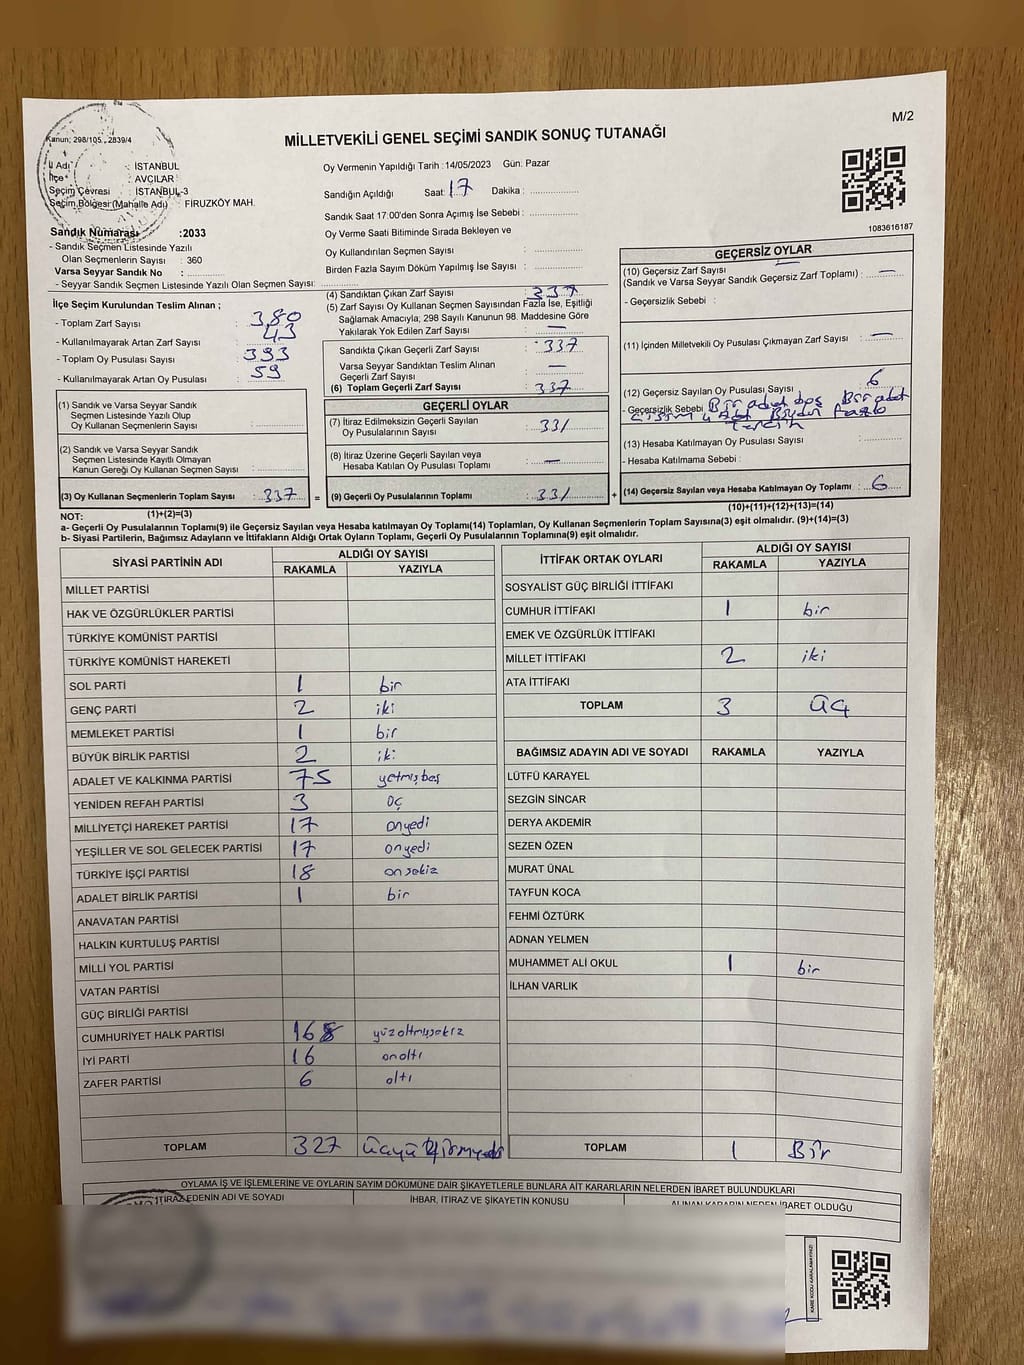 M/2
MİLLETVEKİLİ GENEL SEÇİMİ SANDIK SONUÇ TUTANAĞI
Kanun; 298/105, 2839/4
İl Adı : İSTANBUL
İlçe : AVCILAR
Seçim Çevresi : İSTANBUL-3
Seçim Bölgesi (Mahalle Adı) : FİRUZKÖY MAH.
Sandık Numarası :2033
- Sandık Seçmen Listesinde Yazılı
Olan Seçmenlerin Sayısı : 360
Varsa Seyyar Sandık No :
- Seyyar Sandık Seçmen Listesinde Yazılı Olan Seçmen Sayısı:
Oy Vermenin Yapıldığı Tarih : 14/05/2023 Gün: Pazar
Sandığın Açıldığı Saat: 17 Dakika :
Sandık Saat 17:00'den Sonra Açımış İse Sebebi :
Oy Verme Saati Bitiminde Sırada Bekleyen ve
Oy Kullandırılan Seçmen Sayısı :
Birden Fazla Sayım Döküm Yapılmış İse Sayısı :
1083616187
İlçe Seçim Kurulundan Teslim Alınan ;
- Toplam Zarf Sayısı : 380
- Kullanılmayarak Artan Zarf Sayısı : 43
- Toplam Oy Pusulası Sayısı : 393
- Kullanılmayarak Artan Oy Pusulası : 59
(4) Sandıktan Çıkan Zarf Sayısı : 337
(5) Zarf Sayısı Oy Kullanan Seçmen Sayısından Fazla İse, Eşitliği
Sağlamak Amacıyla; 298 Sayılı Kanunun 98. Maddesine Göre
Yakılarak Yok Edilen Zarf Sayısı : —
Sandıkta Çıkan Geçerli Zarf Sayısı : 337
Varsa Seyyar Sandıktan Teslim Alınan
Geçerli Zarf Sayısı : —
(6) Toplam Geçerli Zarf Sayısı : 337
GEÇERSİZ OYLAR
(10) Geçersiz Zarf Sayısı
(Sandık ve Varsa Seyyar Sandık Geçersiz Zarf Toplamı) : —
- Geçersizlik Sebebi :
(11) İçinden Milletvekili Oy Pusulası Çıkmayan Zarf Sayısı : —
(12) Geçersiz Sayılan Oy Pusulası Sayısı : 6
- Geçersizlik Sebebi : Bir adet boş Bir adet
4 Adet Birden fazla
Tercih
(13) Hesaba Katılmayan Oy Pusulası Sayısı :
- Hesaba Katılmama Sebebi :
(14) Geçersiz Sayılan veya Hesaba Katılmayan Oy Toplamı : 6
(10)+(11)+(12)+(13)=(14)
(1) Sandık ve Varsa Seyyar Sandık
Seçmen Listesinde Yazılı Olup
Oy Kullanan Seçmenlerin Sayısı :
(2) Sandık ve Varsa Seyyar Sandık
Seçmen Listesinde Kayıtlı Olmayan
Kanun Gereği Oy Kullanan Seçmen Sayısı :
(3) Oy Kullanan Seçmenlerin Toplam Sayısı : 337 =
(1)+(2)=(3)
GEÇERLİ OYLAR
(7) İtiraz Edilmeksizin Geçerli Sayılan
Oy Pusulalarının Sayısı : 331
(8) İtiraz Üzerine Geçerli Sayılan veya
Hesaba Katılan Oy Pusulası Toplamı : —
(9) Geçerli Oy Pusulalarının Toplamı : 331 +
NOT:
a- Geçerli Oy Pusulalarının Toplamı(9) ile Geçersiz Sayılan veya Hesaba katılmayan Oy Toplamı(14) Toplamları, Oy Kullanan Seçmenlerin Toplam Sayısına(3) eşit olmalıdır. (9)+(14)=(3)
b- Siyasi Partilerin, Bağımsız Adayların ve İttifakların Aldığı Ortak Oyların Toplamı, Geçerli Oy Pusulalarının Toplamına(9) eşit olmalıdır.
SİYASİ PARTİNİN ADI ALDIĞI OY SAYISI
RAKAMLA YAZIYLA
MİLLET PARTİSİ
HAK VE ÖZGÜRLÜKLER PARTİSİ
TÜRKİYE KOMÜNİST PARTİSİ
TÜRKİYE KOMÜNİST HAREKETİ
SOL PARTİ 1 bir
GENÇ PARTİ 2 iki
MEMLEKET PARTİSİ 1 bir
BÜYÜK BİRLİK PARTİSİ 2 iki
ADALET VE KALKINMA PARTİSİ 75 yetmişbeş
YENİDEN REFAH PARTİSİ 3 üç
MİLLİYETÇİ HAREKET PARTİSİ 17 onyedi
YEŞİLLER VE SOL GELECEK PARTİSİ 17 onyedi
TÜRKİYE İŞÇİ PARTİSİ 18 onsekiz
ADALET BİRLİK PARTİSİ 1 bir
ANAVATAN PARTİSİ
HALKIN KURTULUŞ PARTİSİ
MİLLİ YOL PARTİSİ
VATAN PARTİSİ
GÜÇ BİRLİĞİ PARTİSİ
CUMHURİYET HALK PARTİSİ 168 yüzaltmışsekiz
İYİ PARTİ 16 onaltı
ZAFER PARTİSİ 6 altı
TOPLAM 327
İTTİFAK ORTAK OYLARI ALDIĞI OY SAYISI
RAKAMLA YAZIYLA
SOSYALİST GÜÇ BİRLİĞİ İTTİFAKI
CUMHUR İTTİFAKI 1 bir
EMEK VE ÖZGÜRLÜK İTTİFAKI
MİLLET İTTİFAKI 2 iki
ATA İTTİFAKI
TOPLAM 3 üç
BAĞIMSIZ ADAYIN ADI VE SOYADI RAKAMLA YAZIYLA
LÜTFÜ KARAYEL
SEZGİN SİNCAR
DERYA AKDEMİR
SEZEN ÖZEN
MURAT ÜNAL
TAYFUN KOCA
FEHMİ ÖZTÜRK
ADNAN YELMEN
MUHAMMET ALİ OKUL 1 bir
İLHAN VARLIK
TOPLAM 1 Bir
OYLAMA İŞ VE İŞLEMLERİNE VE OYLARIN SAYIM DÖKÜMÜNE DAİR ŞİKAYETLERLE BUNLARA AİT KARARLARIN NELERDEN İBARET BULUNDUKLARI
İTİRAZ EDENİN ADI VE SOYADI İHBAR, İTİRAZ VE ŞİKAYETİN KONUSU ALINAN KARARIN NEDEN İBARET OLDUĞU
KARE KODU KARALAMAYINIZ!